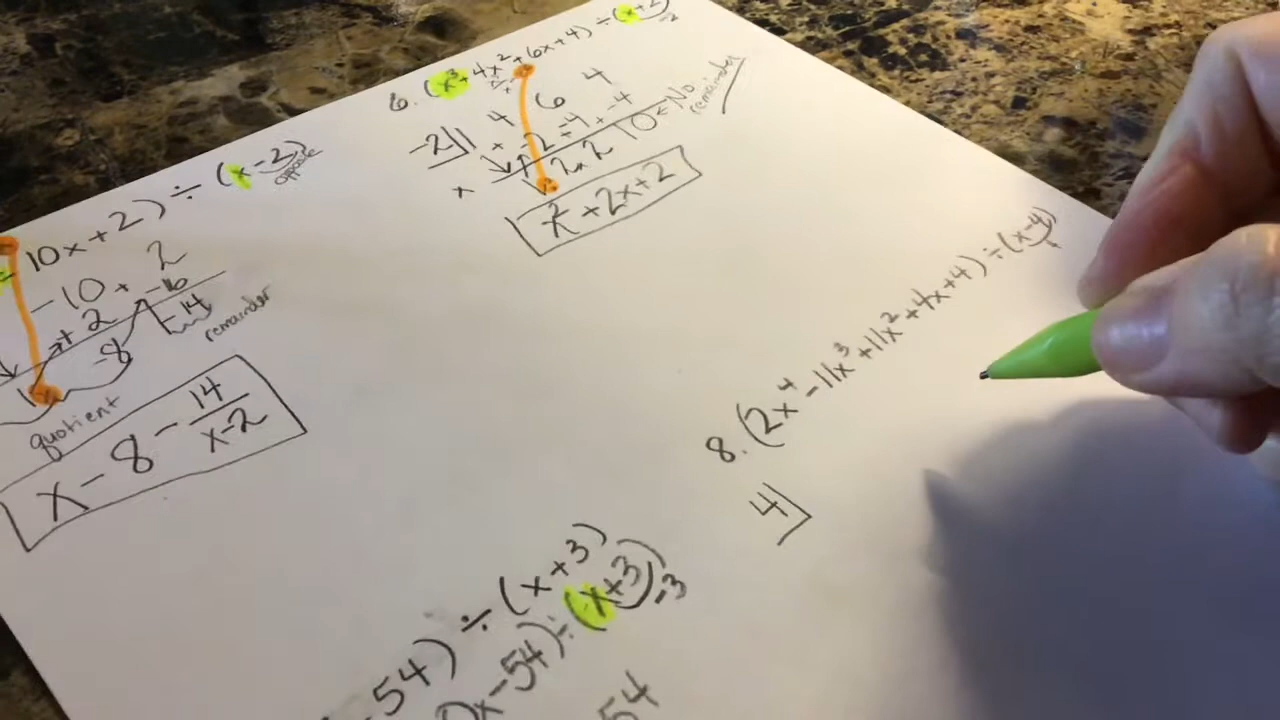 6. (x³+4x²+6x+4) ÷ (x+2)
-2
-2 1 4 6 4
+ -2 + -4 + -4
x 1 2 2 0 ← No remainder
x²+2x+2
10x+2) ÷ (x-2)
opposite
-10 + 2
+ 2 -16
1 -8 -14
remainder
quotient
x - 8 - 14/x-2
8. (2x⁴-11x³+11x²+4x+4) ÷ (x-4)
4
-54) ÷ (x+3)
x-54) ÷ (x+3)
-3
54